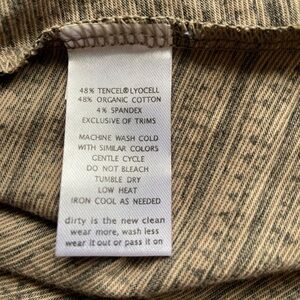 48% TENCEL® LYOCELL
48% ORGANIC COTTON
4% SPANDEX
EXCLUSIVE OF TRIMS
MACHINE WASH COLD
WITH SIMILAR COLORS
GENTLE CYCLE
DO NOT BLEACH
TUMBLE DRY
LOW HEAT
IRON COOL AS NEEDED
dirty is the new clean
wear more, wash less
wear it out or pass it on